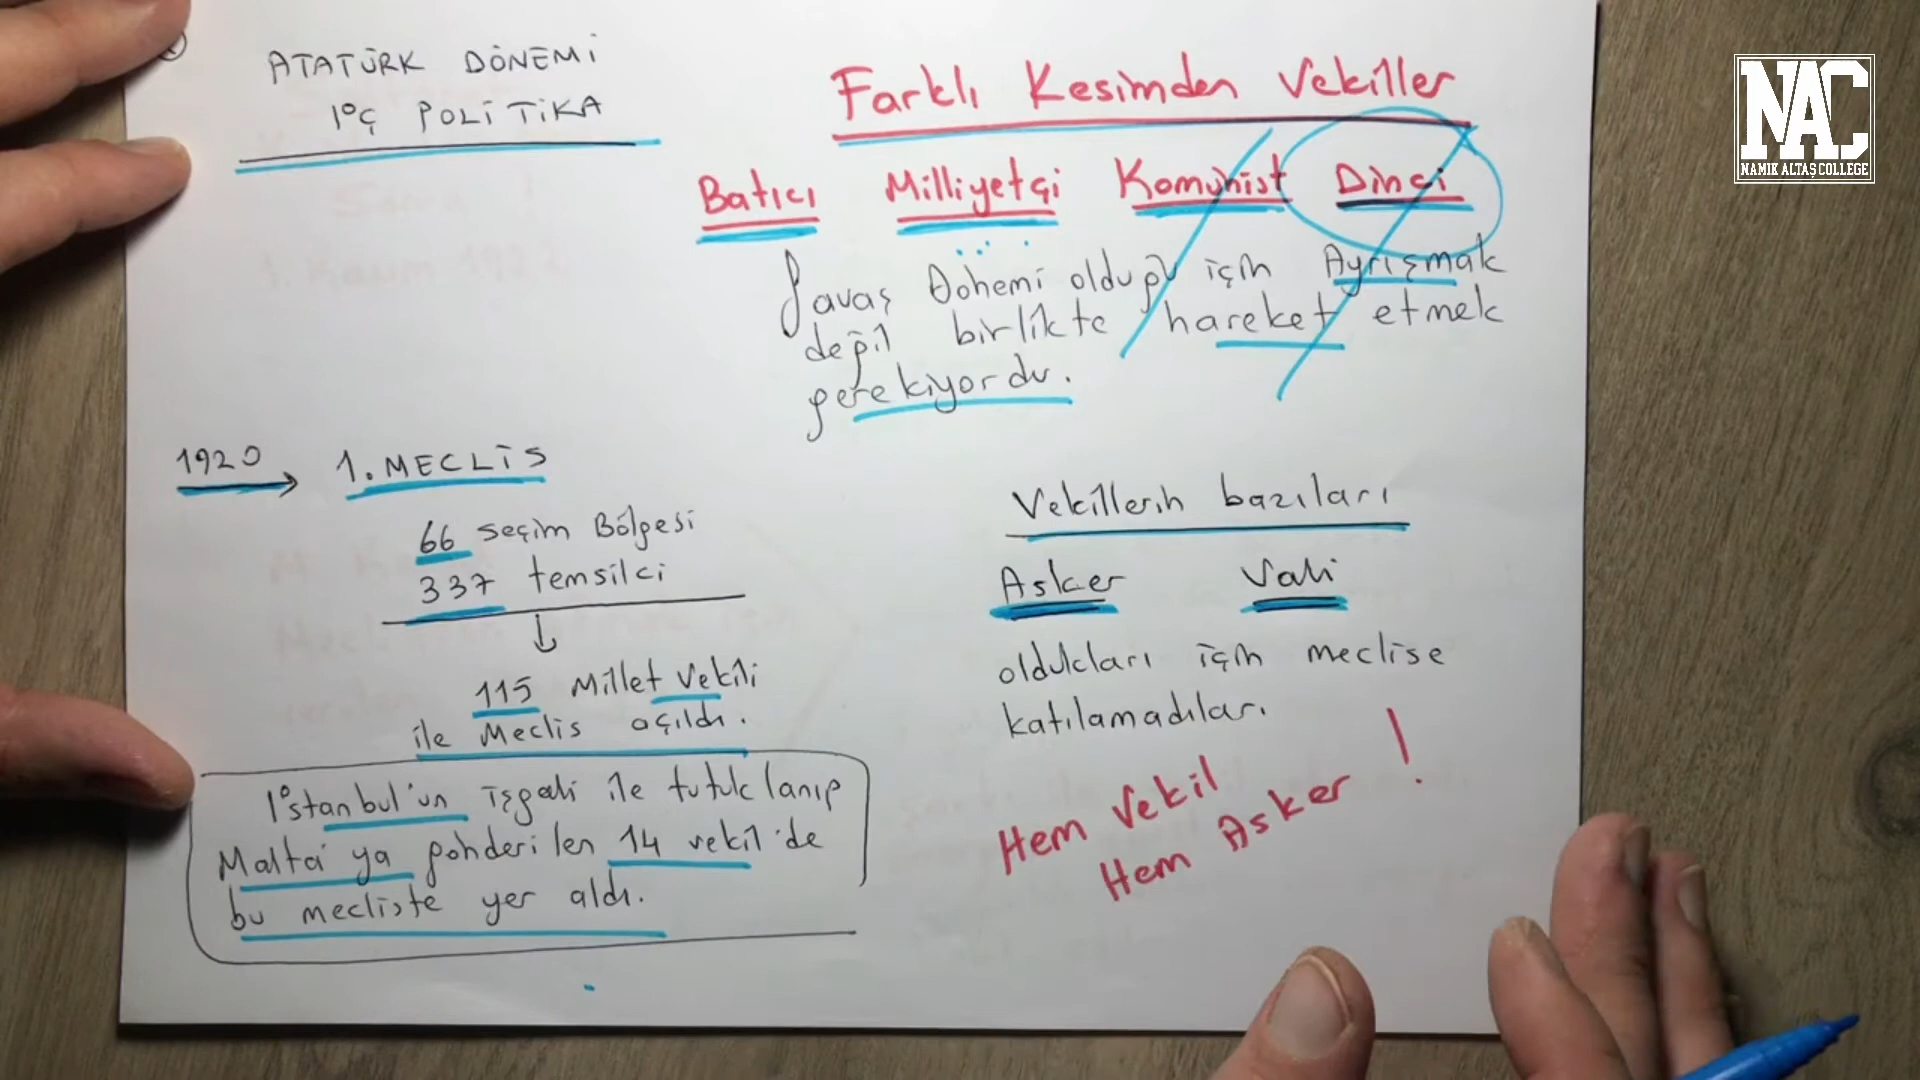 ATATÜRK DÖNEMİ
İÇ POLİTİKA
Farklı Kesimden Vekiller
Batıcı Milliyetçi Komünist Dinci
Savaş Dönemi olduğu için Ayrışmak
değil birlikte hareket etmek
gerekiyordu.
1920 → 1. MECLİS
66 seçim Bölgesi
337 temsilci
↓
115 Millet Vekili
ile Meclis açıldı.
İstanbul'un işgali ile tutuklanıp
Malta'ya gönderilen 14 vekil'de
bu mecliste yer aldı.
Vekillerin bazıları
Asker Vali
oldukları için meclise
katılamadılar.
Hem Vekil
Hem Asker !
NAC
NAMIK ALTAŞ COLLEGE